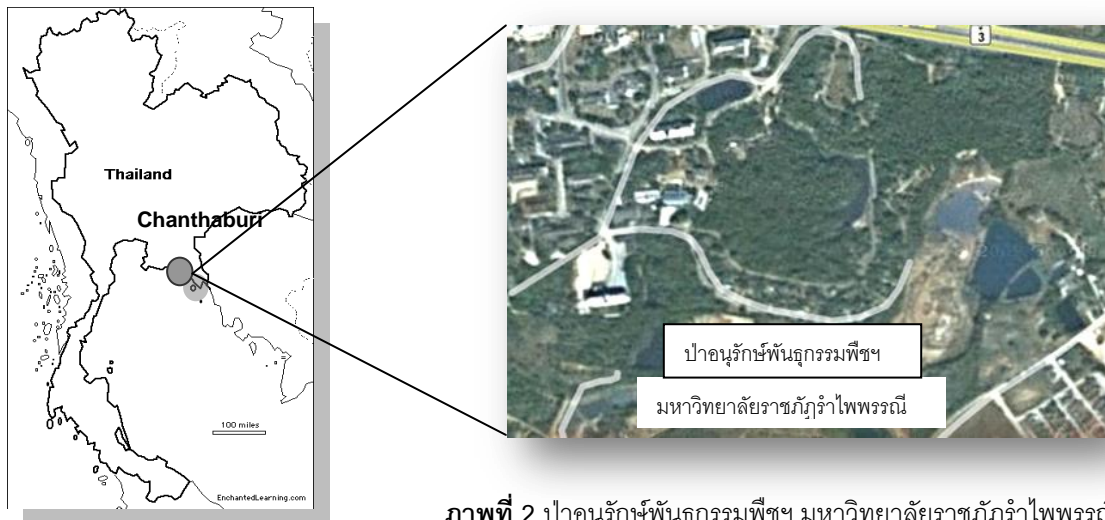 Thailand
Chanthaburi
100 miles
EnchantedLearning.com
3
ป่าอนุรักษ์พันธุกรรมพืชฯ
มหาวิทยาลัยราชภัฏรำไพพรรณี
ภาพที่ 2 ป่าอนุรักษ์พันธุกรรมพืชฯ มหาวิทยาลัยราชภัฏรำไพพรรณี